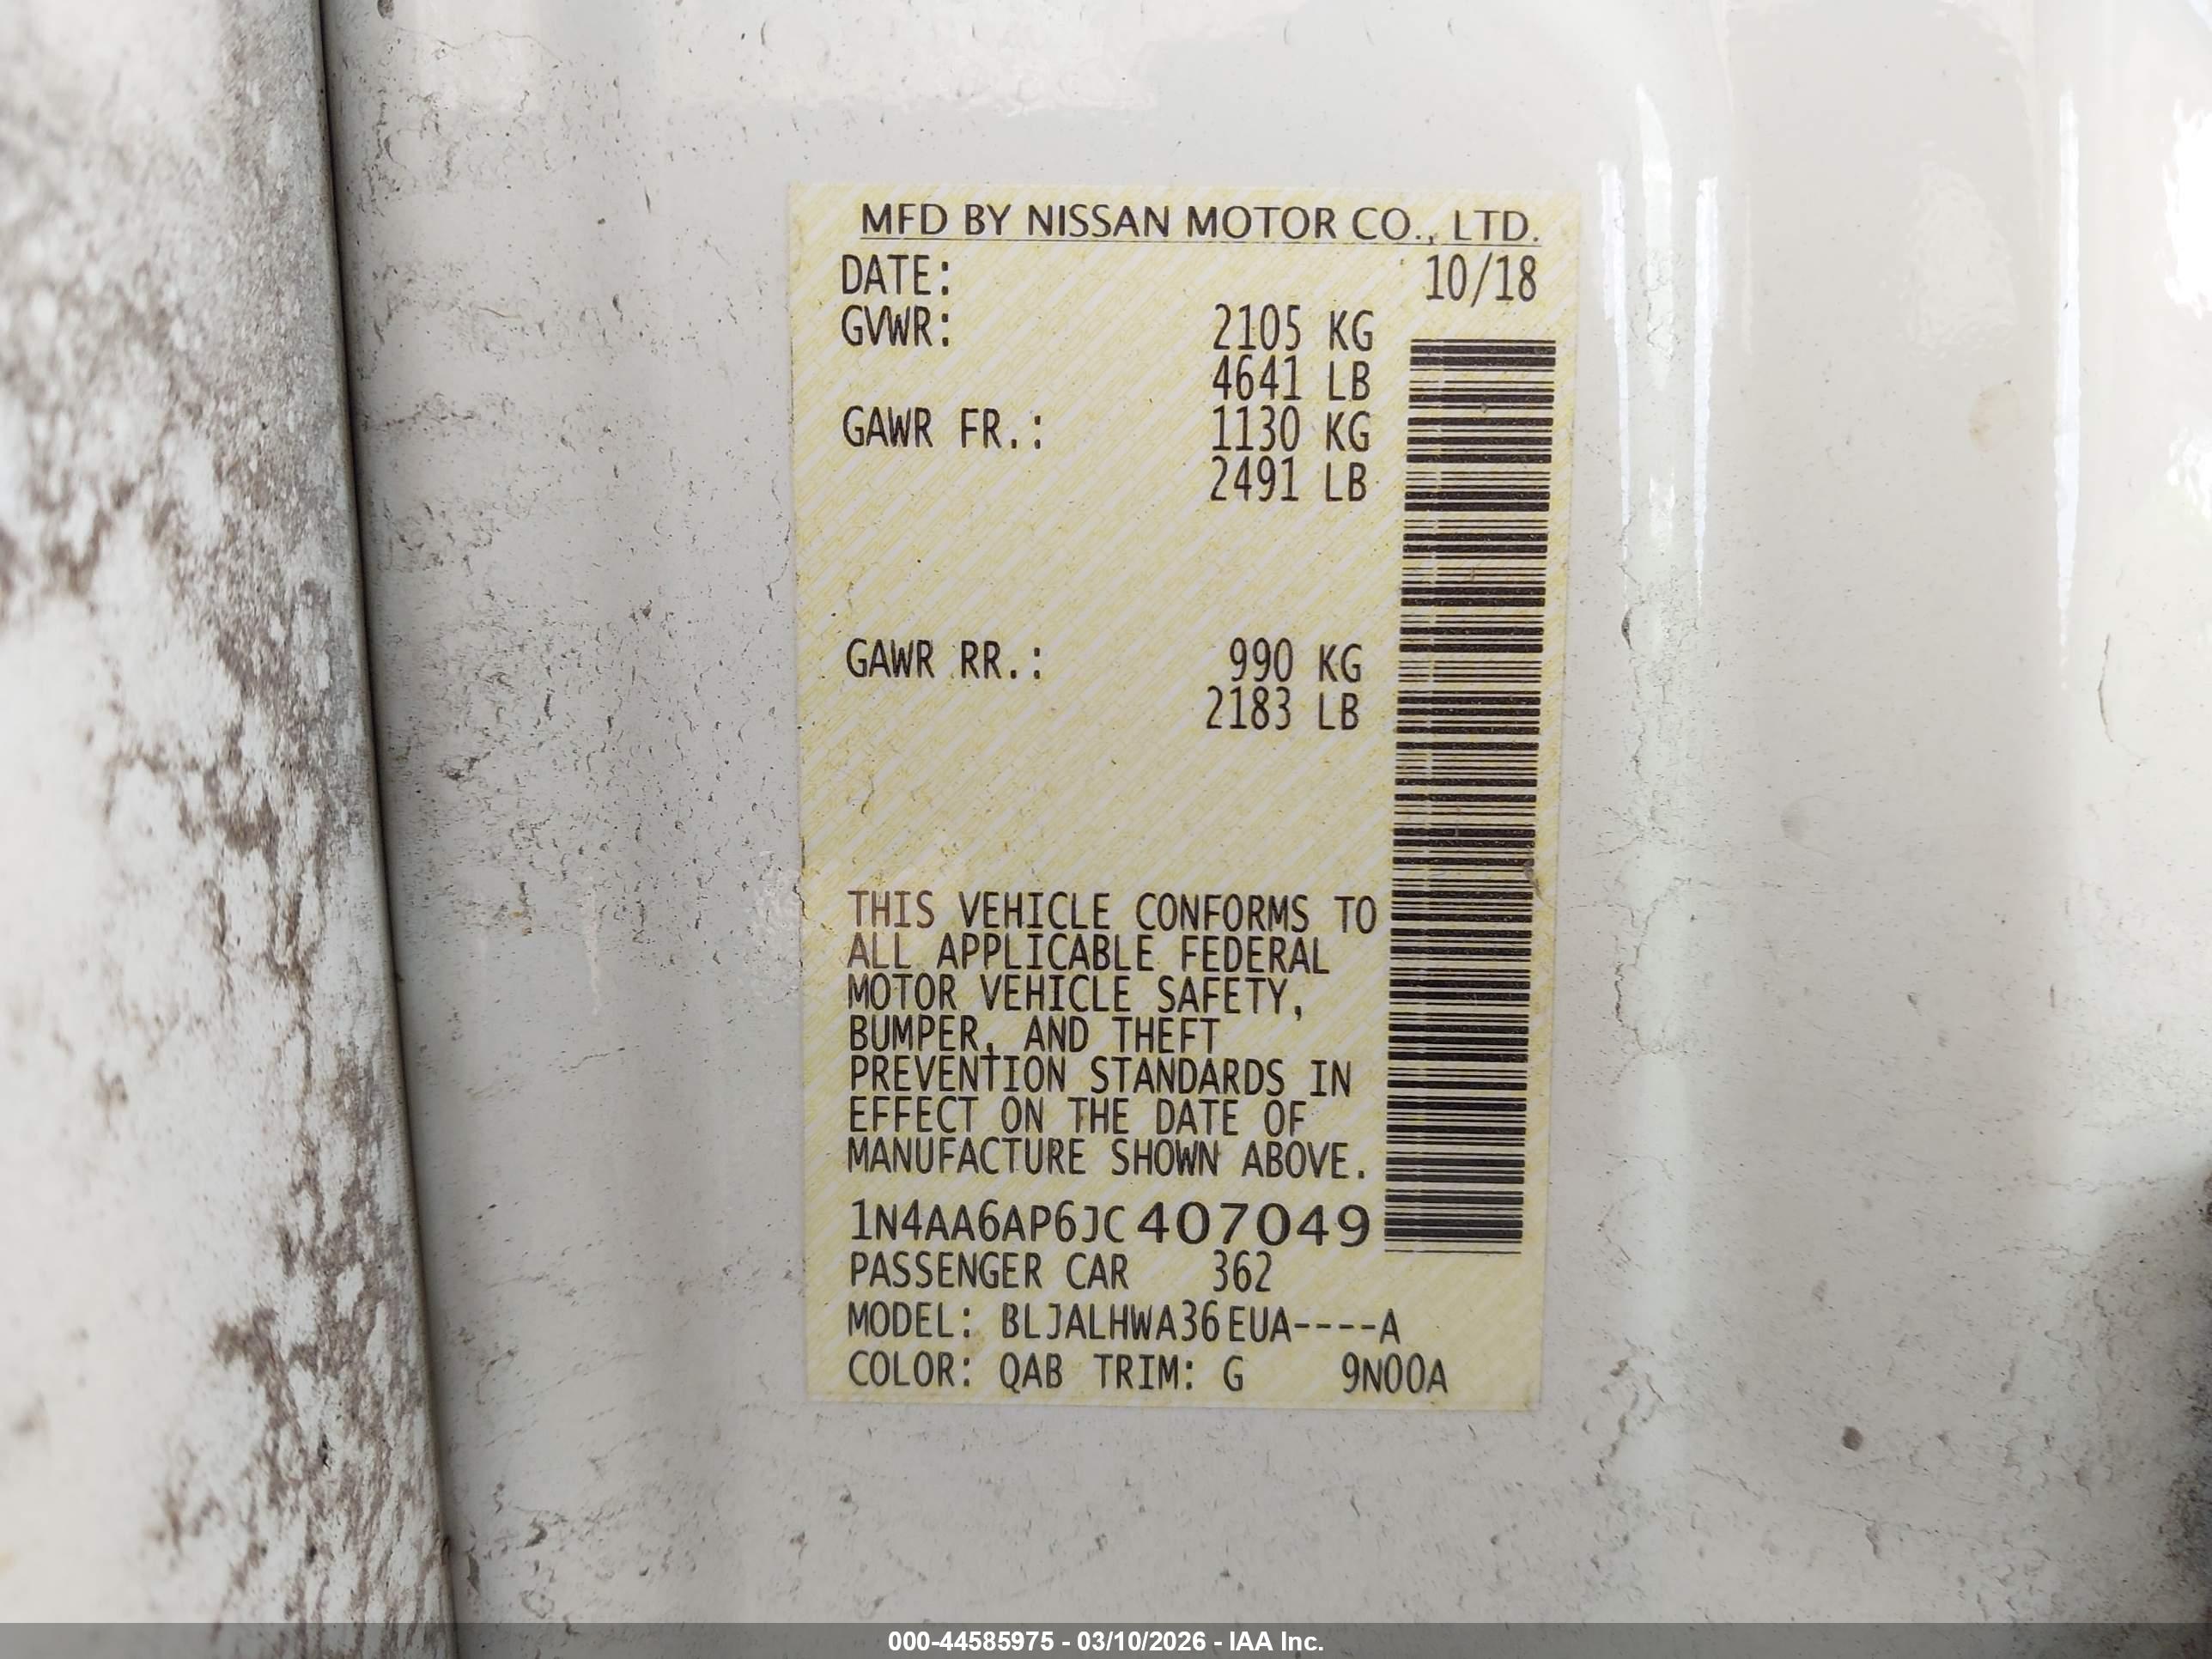 MFD BY NISSAN MOTOR CO., LTD.
DATE: 10/18
GVWR: 2105 KG
4641 LB
GAWR FR.: 1130 KG
2491 LB
GAWR RR.: 990 KG
2183 LB
THIS VEHICLE CONFORMS TO
ALL APPLICABLE FEDERAL
MOTOR VEHICLE SAFETY,
BUMPER, AND THEFT
PREVENTION STANDARDS IN
EFFECT ON THE DATE OF
MANUFACTURE SHOWN ABOVE.
1N4AA6AP6JC407049
PASSENGER CAR 362
MODEL: BLJALHWA36EUA----A
COLOR: QAB TRIM: G 9N00A
000-44585975 - 03/10/2026 - IAA Inc.